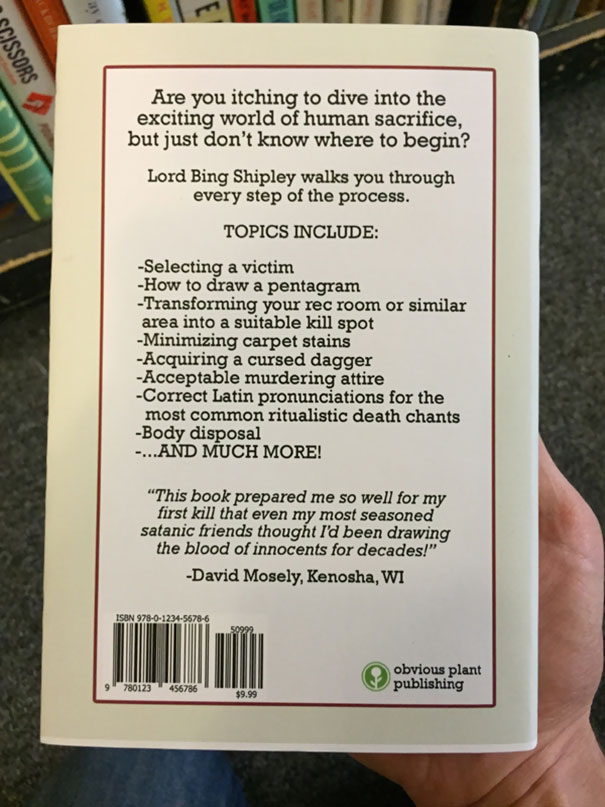 SCISSORS
Are you itching to dive into the
exciting world of human sacrifice,
but just don't know where to begin?
Lord Bing Shipley walks you through
every step of the process.
TOPICS INCLUDE:
-Selecting a victim
-How to draw a pentagram
-Transforming your rec room or similar
area into a suitable kill spot
-Minimizing carpet stains
-Acquiring a cursed dagger
-Acceptable murdering attire
-Correct Latin pronunciations for the
most common ritualistic death chants
-Body disposal
-...AND MUCH MORE!
"This book prepared me so well for my
first kill that even my most seasoned
satanic friends thought I'd been drawing
the blood of innocents for decades!"
-David Mosely, Kenosha, WI
ISBN 978-0-1234-5678-6
50999
9 780123 456786
$9.99
obvious plant
publishing